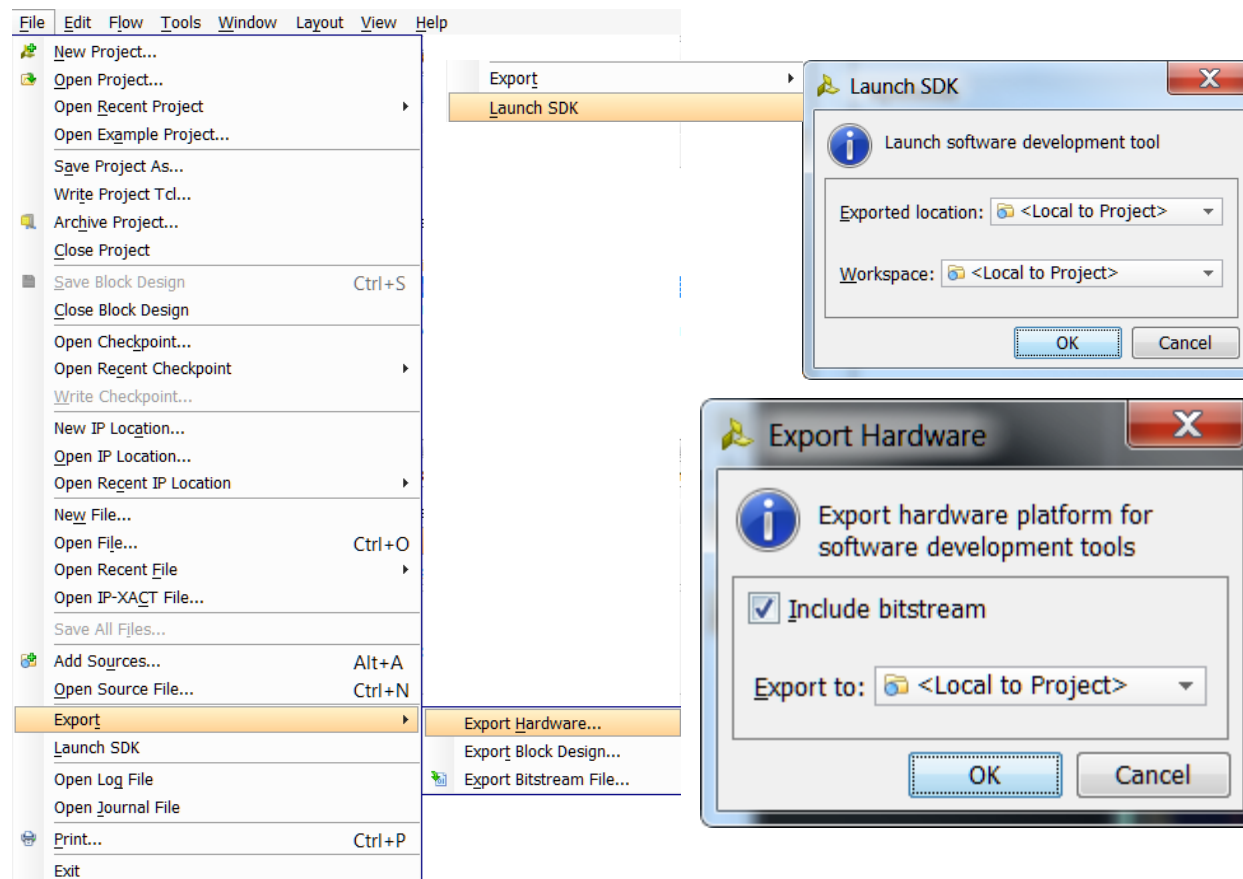 File Edit Flow Tools Window Layout View Help
New Project...
Open Project...
Open Recent Project
Open Example Project...
Save Project As...
Write Project Tcl...
Archive Project...
Close Project
Save Block Design Ctrl+S
Close Block Design
Open Checkpoint...
Open Recent Checkpoint
Write Checkpoint...
New IP Location...
Open IP Location...
Open Recent IP Location
New File...
Open File... Ctrl+O
Open Recent File
Open IP-XACT File...
Save All Files...
Add Sources... Alt+A
Open Source File... Ctrl+N
Export
Launch SDK
Open Log File
Open Journal File
Print... Ctrl+P
Exit
Export Hardware...
Export Block Design...
Export Bitstream File...
Export
Launch SDK
Launch SDK
Launch software development tool
Exported location: <Local to Project>
Workspace: <Local to Project>
OK Cancel
Export Hardware
Export hardware platform for
software development tools
Include bitstream
Export to: <Local to Project>
OK Cancel